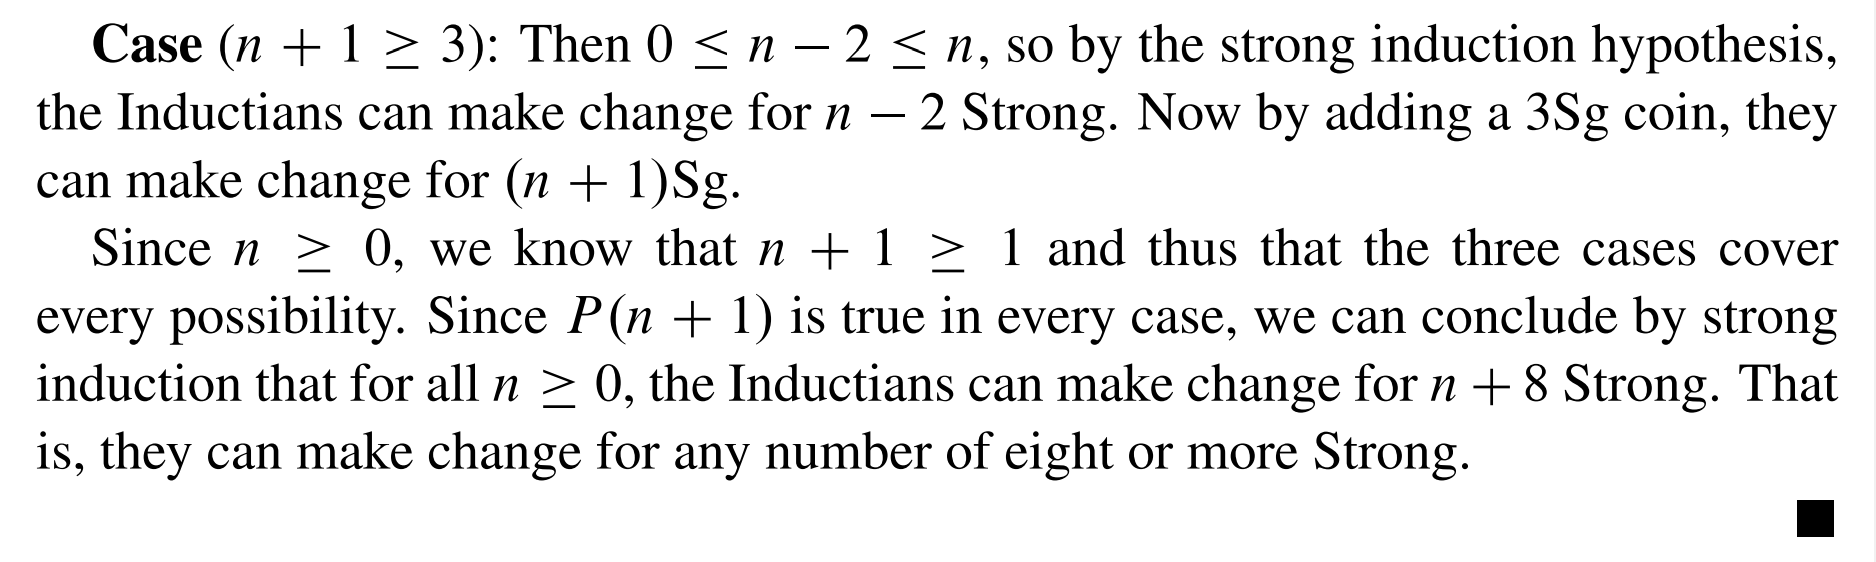 Case (n + 1 ≥ 3): Then 0 ≤ n − 2 ≤ n, so by the strong induction hypothesis,
the Inductians can make change for n − 2 Strong. Now by adding a 3Sg coin, they
can make change for (n + 1)Sg.
Since n ≥ 0, we know that n + 1 ≥ 1 and thus that the three cases cover
every possibility. Since P(n + 1) is true in every case, we can conclude by strong
induction that for all n ≥ 0, the Inductians can make change for n + 8 Strong. That
is, they can make change for any number of eight or more Strong.
■